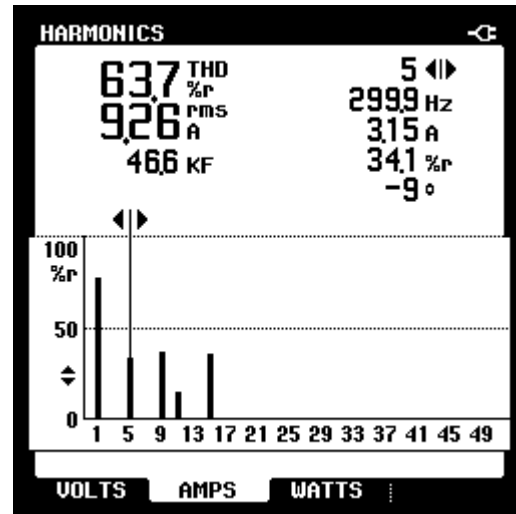 HARMONICS
63.7 THD %r
9.26 rms A
46.6 KF
5
299.9 Hz
3.15 A
34.1 %r
-9 °
100
%r
50
0
1 5 9 13 17 21 25 29 33 37 41 45 49
VOLTS AMPS WATTS